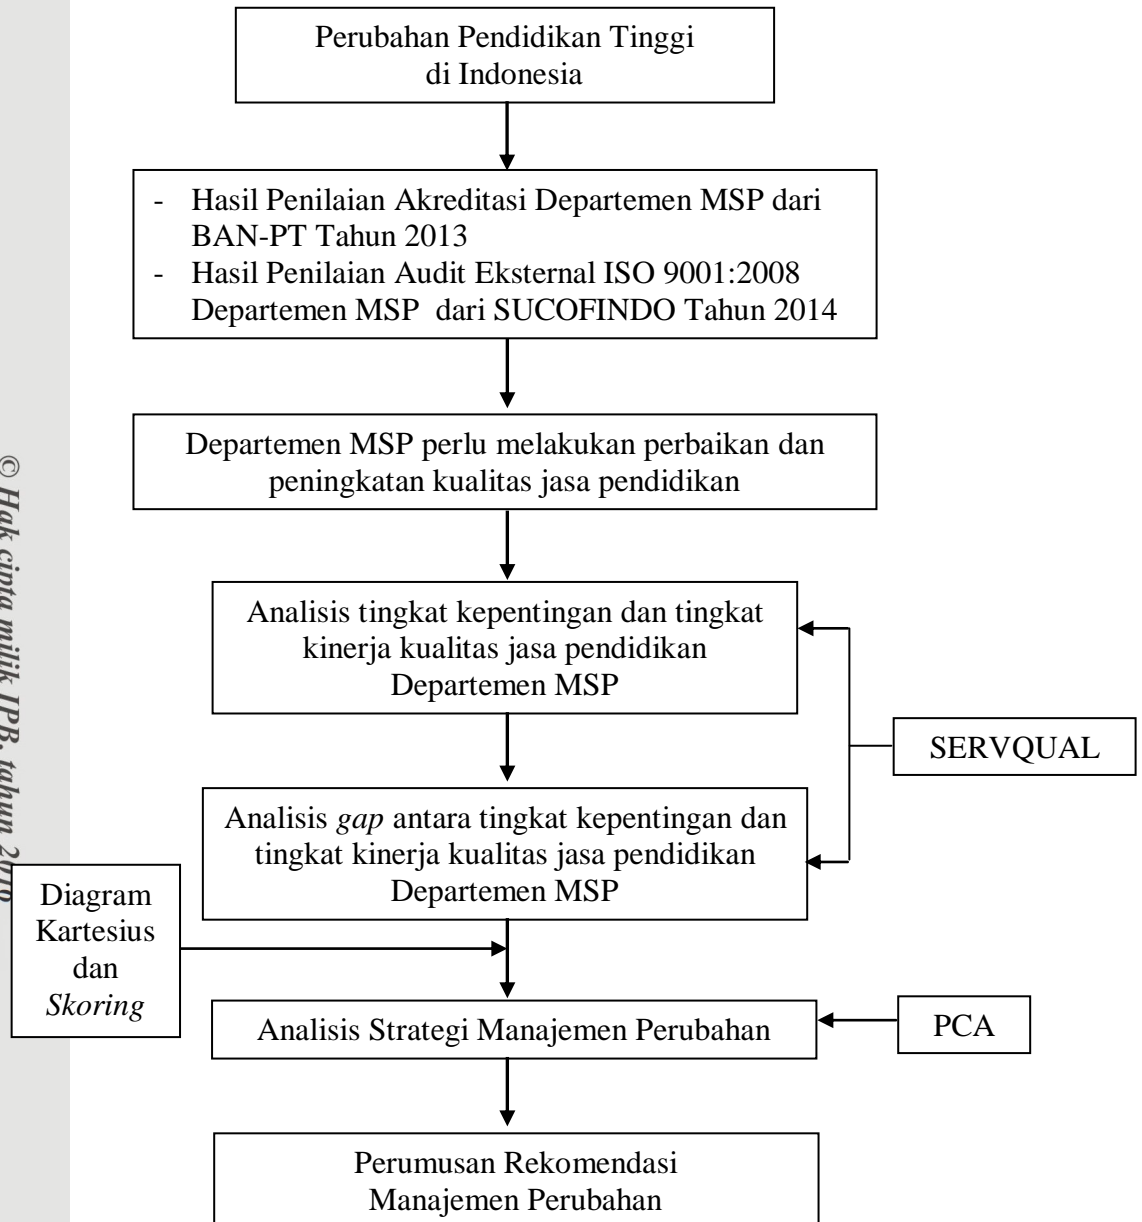 Perubahan Pendidikan Tinggi
di Indonesia
- Hasil Penilaian Akreditasi Departemen MSP dari
BAN-PT Tahun 2013
- Hasil Penilaian Audit Eksternal ISO 9001:2008
Departemen MSP dari SUCOFINDO Tahun 2014
Departemen MSP perlu melakukan perbaikan dan
peningkatan kualitas jasa pendidikan
Analisis tingkat kepentingan dan tingkat
kinerja kualitas jasa pendidikan
Departemen MSP
SERVQUAL
Analisis gap antara tingkat kepentingan dan
tingkat kinerja kualitas jasa pendidikan
Departemen MSP
Diagram
Kartesius
dan
Skoring
Analisis Strategi Manajemen Perubahan
PCA
Perumusan Rekomendasi
Manajemen Perubahan
© Hak cipta milik IPB, tahun